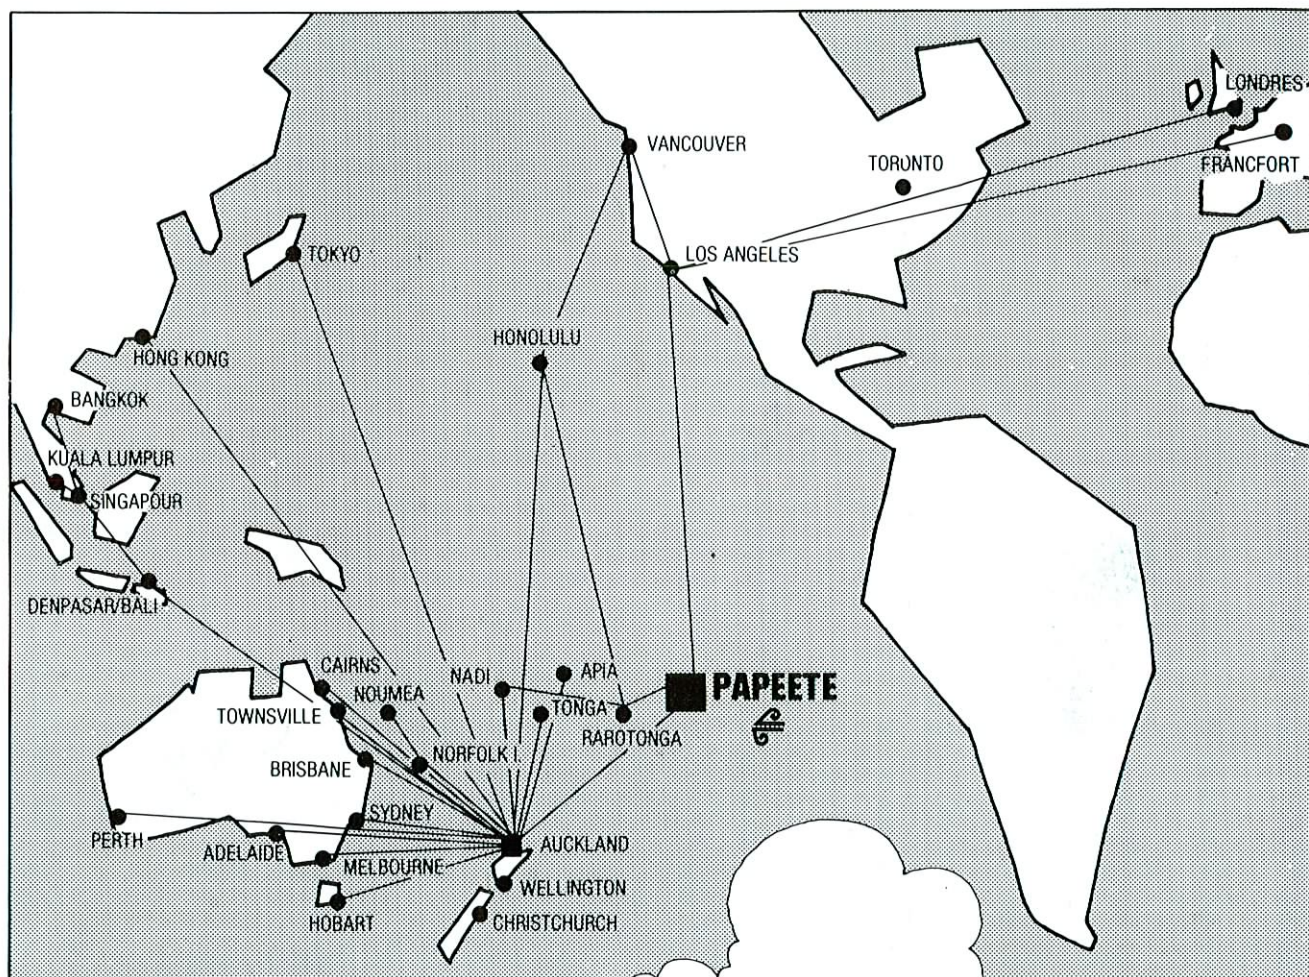 LONDRES
VANCOUVER
TORONTO
FRANCFORT
TOKYO
LOS ANGELES
HONOLULU
HONG KONG
BANGKOK
KUALA LUMPUR
SINGAPOUR
DENPASAR/BALI
CAIRNS
NADI
APIA
NOUMEA
PAPEETE
TOWNSVILLE
TONGA
RAROTONGA
NORFOLK I.
BRISBANE
SYDNEY
PERTH
ADELAIDE
AUCKLAND
MELBOURNE
WELLINGTON
HOBART
CHRISTCHURCH